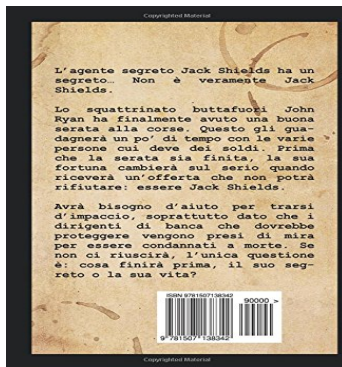 Copyrighted Material
L'agente segreto Jack Shields ha un
segreto… Non è veramente Jack
Shields.
Lo squattrinato buttafuori John
Ryan ha finalmente avuto una buona
serata alla corse. Questo gli gua-
dagnerà un po' di tempo con le varie
persone cui deve dei soldi. Prima
che la serata sia finita, la sua
fortuna cambierà sul serio quando
riceverà un'offerta che non potrà
rifiutare: essere Jack Shields.
Avrà bisogno d'aiuto per trarsi
d'impaccio, soprattutto dato che i
dirigenti di banca che dovrebbe
proteggere vengono presi di mira
per essere condannati a morte. Se
non ci riuscirà, l'unica questione
è: cosa finirà prima, il suo seg-
reto o la sua vita?
ISBN 9781507138342
90000 >
9 781507 138342
Copyrighted Material